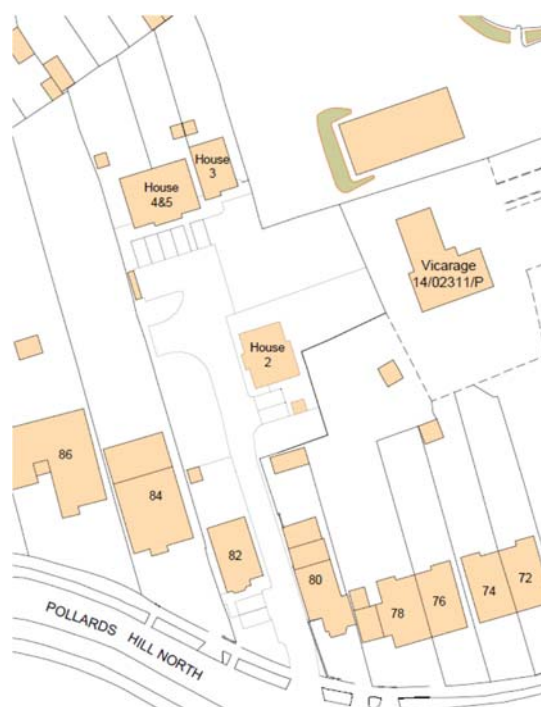 House
3
House
4&5
Vicarage
14/02311/P
House
2
86
84
82
80
78
76
74
72
POLLARDS HILL NORTH